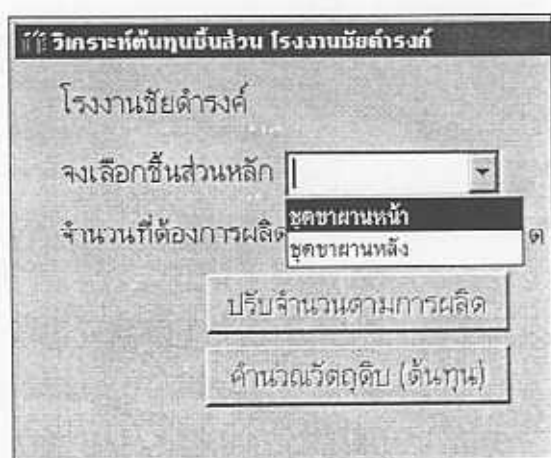 วิเคราะห์ต้นทุนชิ้นส่วน โรงงานชัยดำรงค์
โรงงานชัยดำรงค์
จงเลือกชิ้นส่วนหลัก
ชุดขาผานหน้า
จำนวนที่ต้องการผลิต
ชุดขาผานหลัง
ปรับจำนวนตามการผลิต
คำนวณวัตถุดิบ (ต้นทุน)